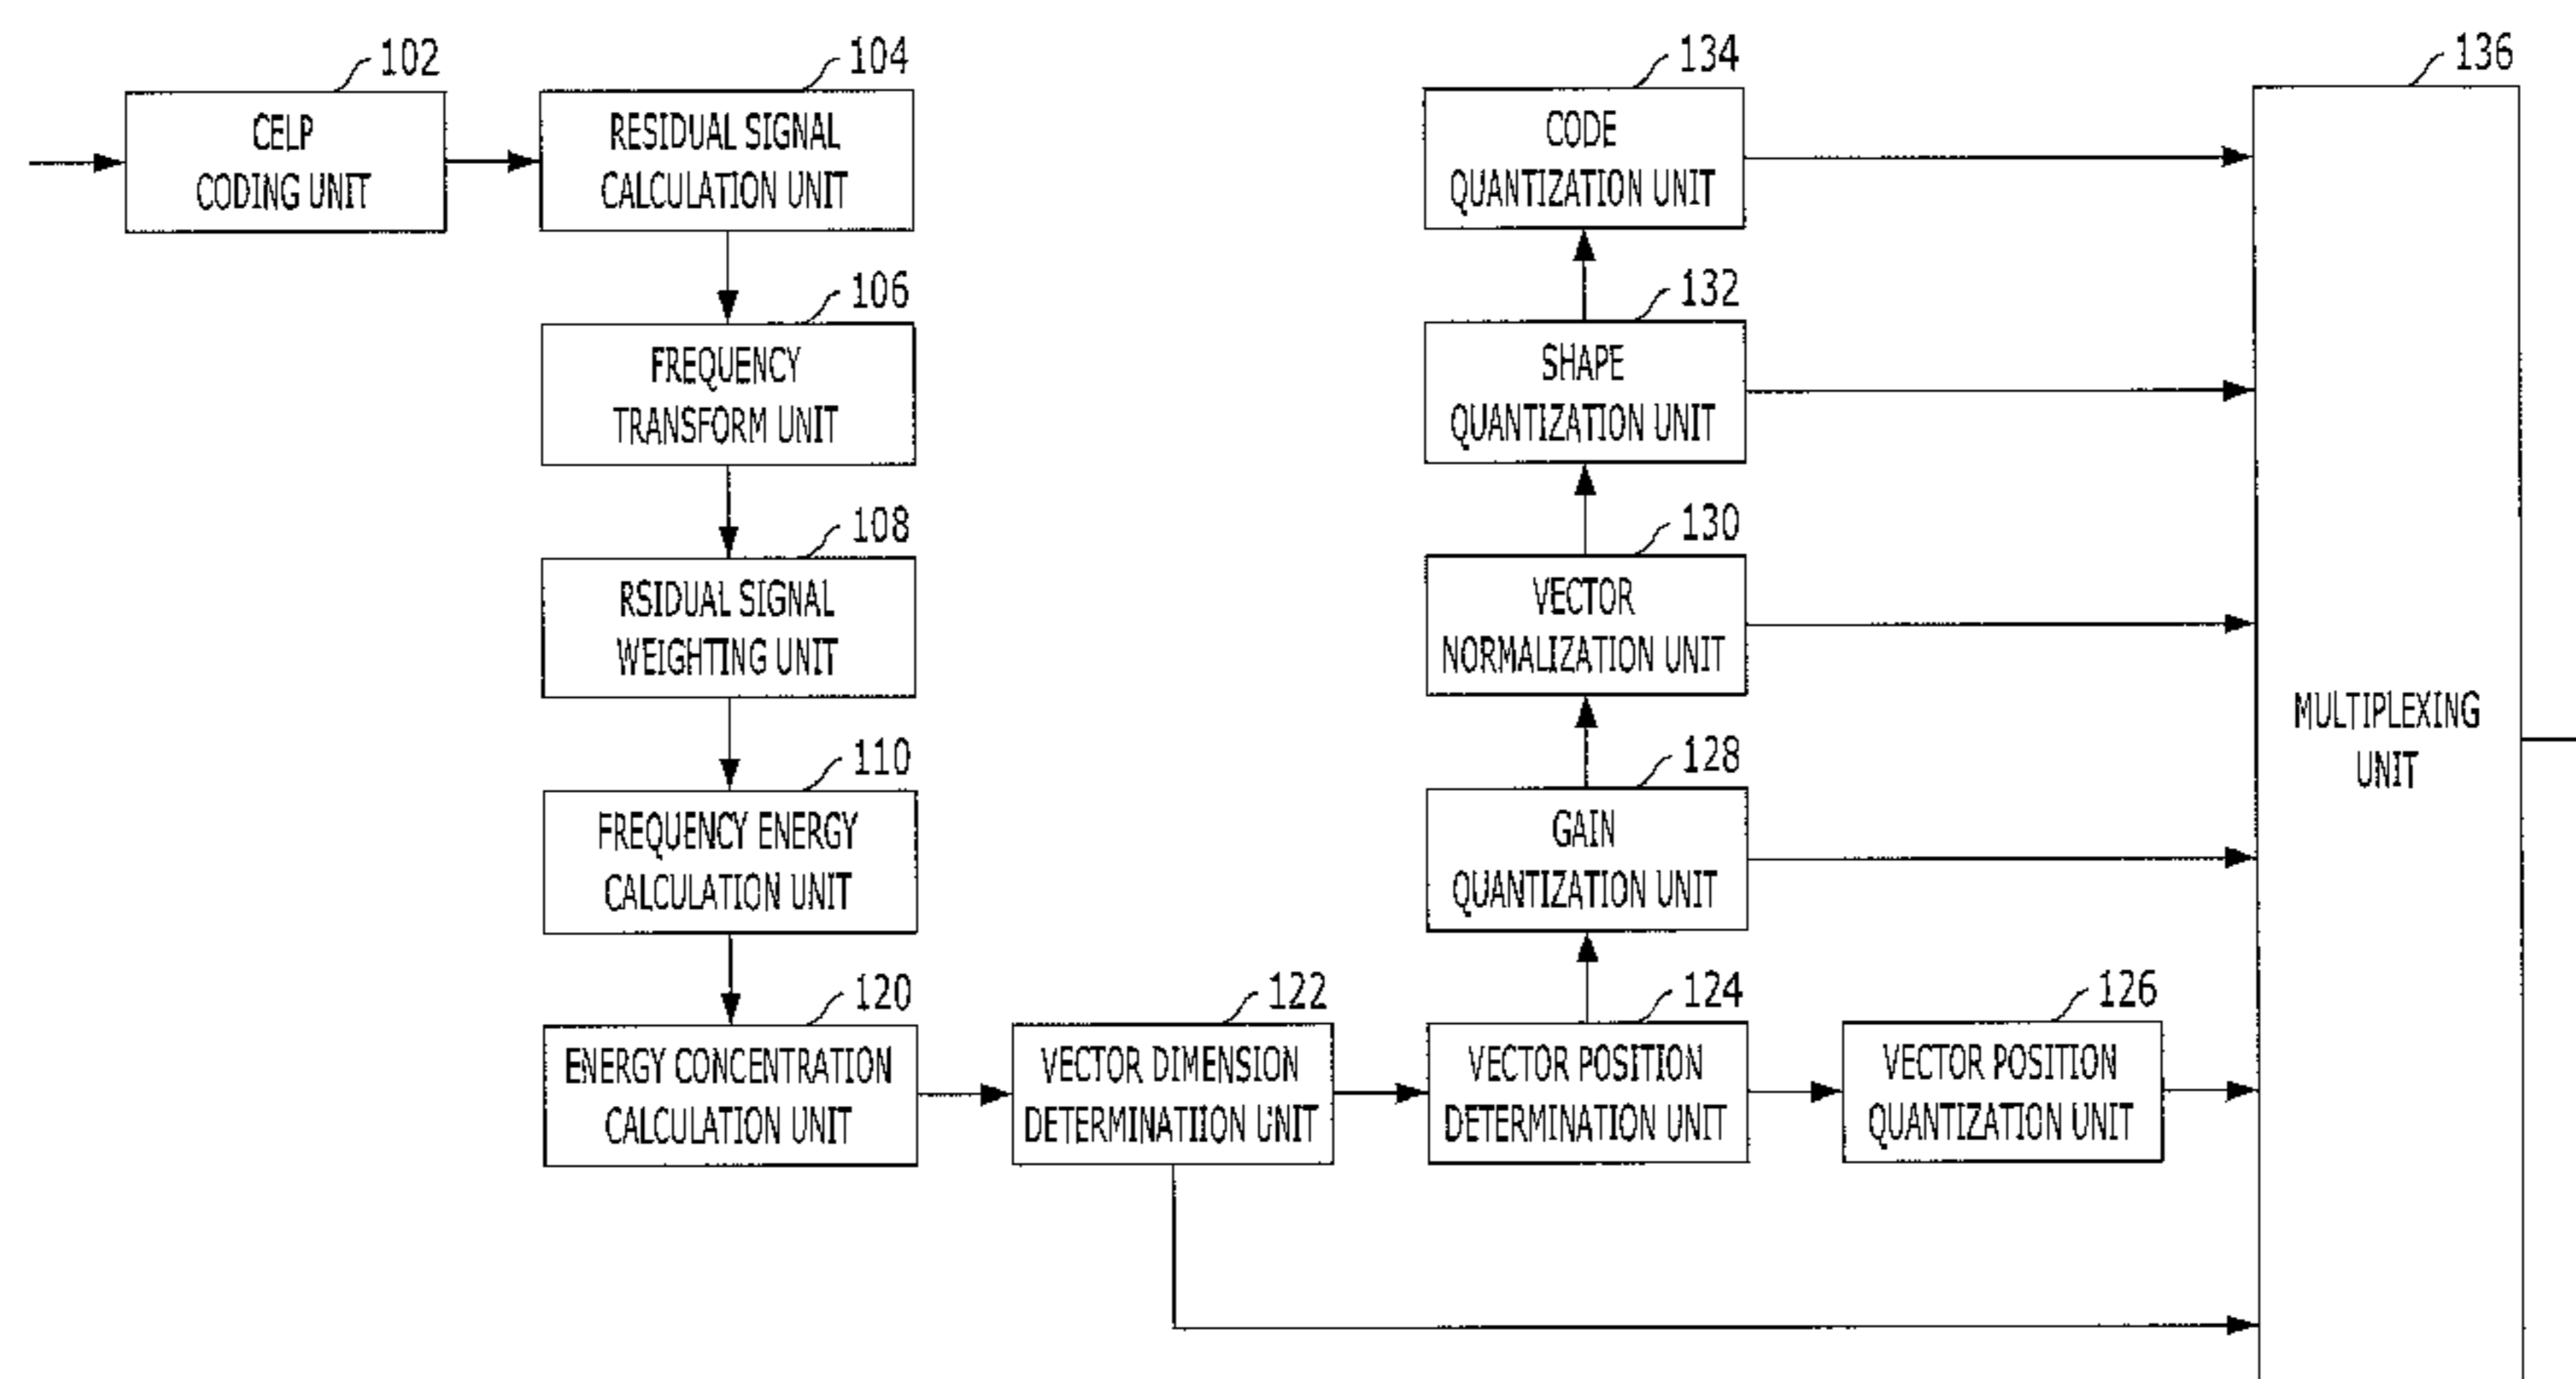 102
CELP
CODING UNIT
104
RESIDUAL SIGNAL
CALCULATION UNIT
106
FREQUENCY
TRANSFORM UNIT
108
RSIDUAL SIGNAL
WEIGHTING UNIT
110
FREQUENCY ENERGY
CALCULATION UNIT
120
ENERGY CONCENTRATION
CALCULATION UNIT
122
VECTOR DIMENSION
DETERMINATIION UNIT
124
VECTOR POSITION
DETERMINATION UNIT
126
VECTOR POSITION
QUANTIZATION UNIT
128
GAIN
QUANTIZATION UNIT
130
VECTOR
NORMALIZATION UNIT
132
SHAPE
QUANTIZATION UNIT
134
CODE
QUANTIZATION UNIT
136
MULTIPLEXING
UNIT